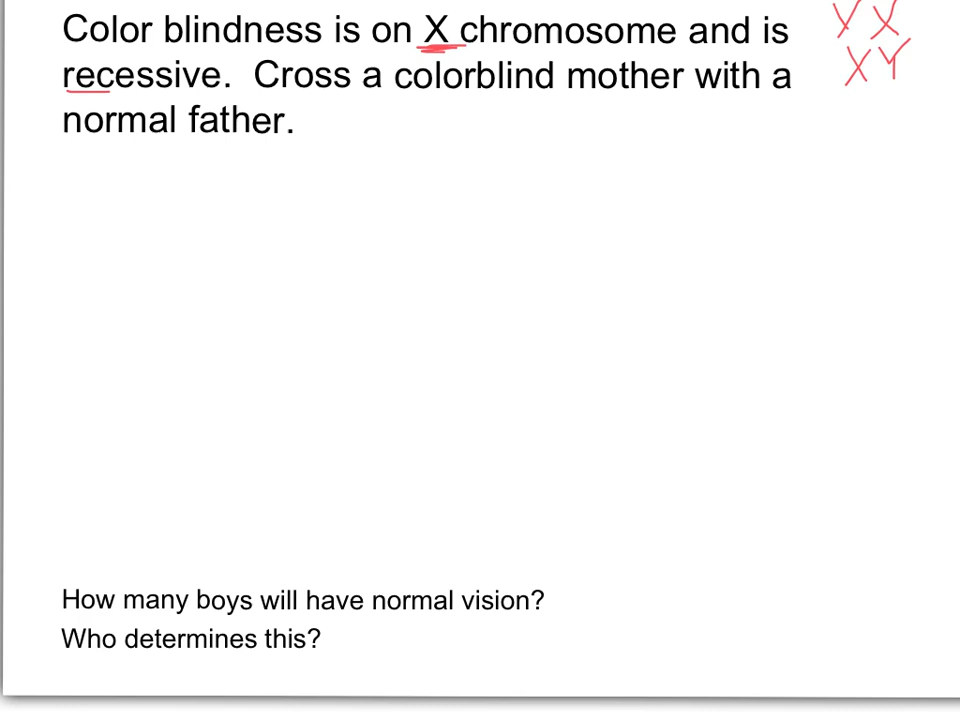 Color blindness is on X chromosome and is
recessive.  Cross a colorblind mother with a
normal father.
XX
XY
How many boys will have normal vision?
Who determines this?